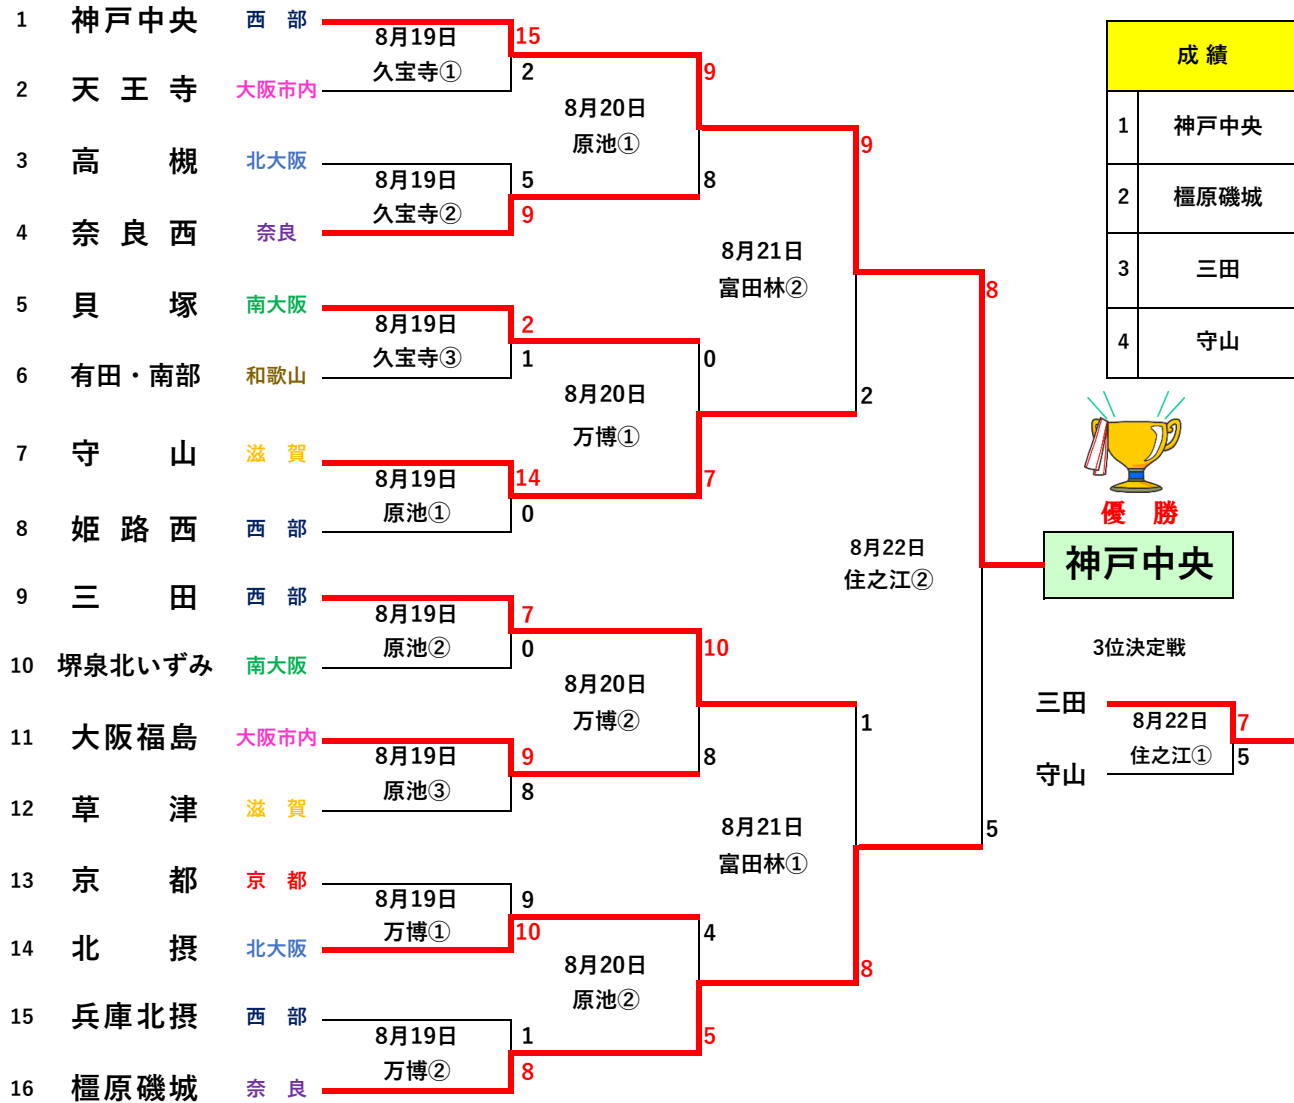 1 神戸中央 西 部
8月19日 15
久宝寺① 2
2 天 王 寺 大阪市内
8月20日 9
原池① 8
3 高 槻 北大阪
8月19日 5
久宝寺② 9
4 奈 良 西 奈良
8月21日 9
富田林② 2
5 貝 塚 南大阪
8月19日 2
久宝寺③ 1
6 有田・南部 和歌山
8月20日 0
万博① 7
7 守 山 滋 賀
8月19日 14
原池① 0
8 姫 路 西 西 部
8月22日 8
住之江② 5
9 三 田 西 部
8月19日 7
原池② 0
10 堺泉北いずみ 南大阪
8月20日 10
万博② 8
11 大阪福島 大阪市内
8月19日 9
原池③ 8
12 草 津 滋 賀
8月21日 1
富田林① 8
13 京 都 京 都
8月19日 9
万博① 10
14 北 摂 北大阪
8月20日 4
原池② 5
15 兵庫北摂 西 部
8月19日 1
万博② 8
16 橿原磯城 奈 良
成 績
1 神戸中央
2 橿原磯城
3 三田
4 守山
優 勝
神戸中央
3位決定戦
三田
8月22日 7
住之江① 5
守山